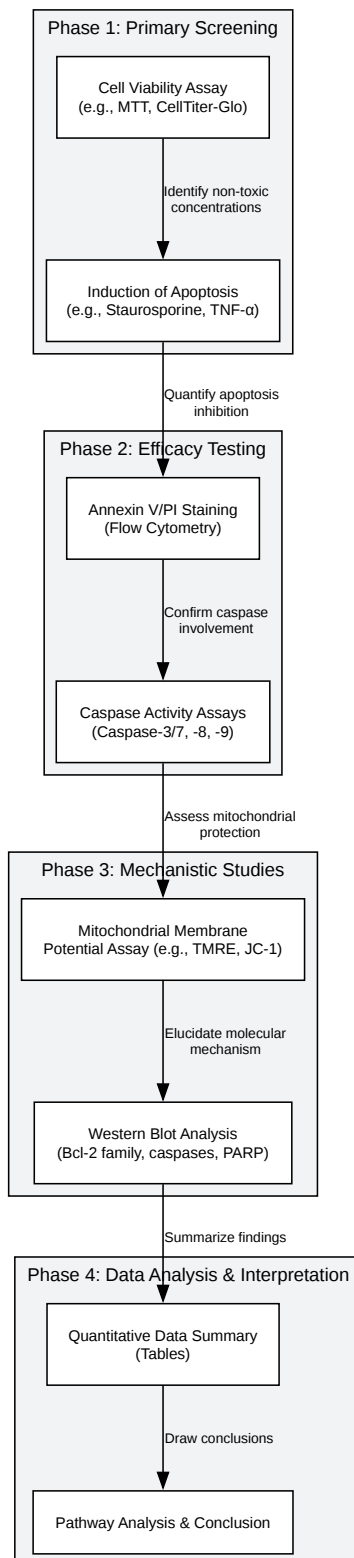 Phase 1: Primary Screening
Cell Viability Assay
(e.g., MTT, CellTiter-Glo)
Identify non-toxic
concentrations
Induction of Apoptosis
(e.g., Staurosporine, TNF-α)
Quantify apoptosis
inhibition
Phase 2: Efficacy Testing
Annexin V/PI Staining
(Flow Cytometry)
Confirm caspase
involvement
Caspase Activity Assays
(Caspase-3/7, -8, -9)
Assess mitochondrial
protection
Phase 3: Mechanistic Studies
Mitochondrial Membrane
Potential Assay (e.g., TMRE, JC-1)
Elucidate molecular
mechanism
Western Blot Analysis
(Bcl-2 family, caspases, PARP)
Summarize findings
Phase 4: Data Analysis & Interpretation
Quantitative Data Summary
(Tables)
Draw conclusions
Pathway Analysis & Conclusion